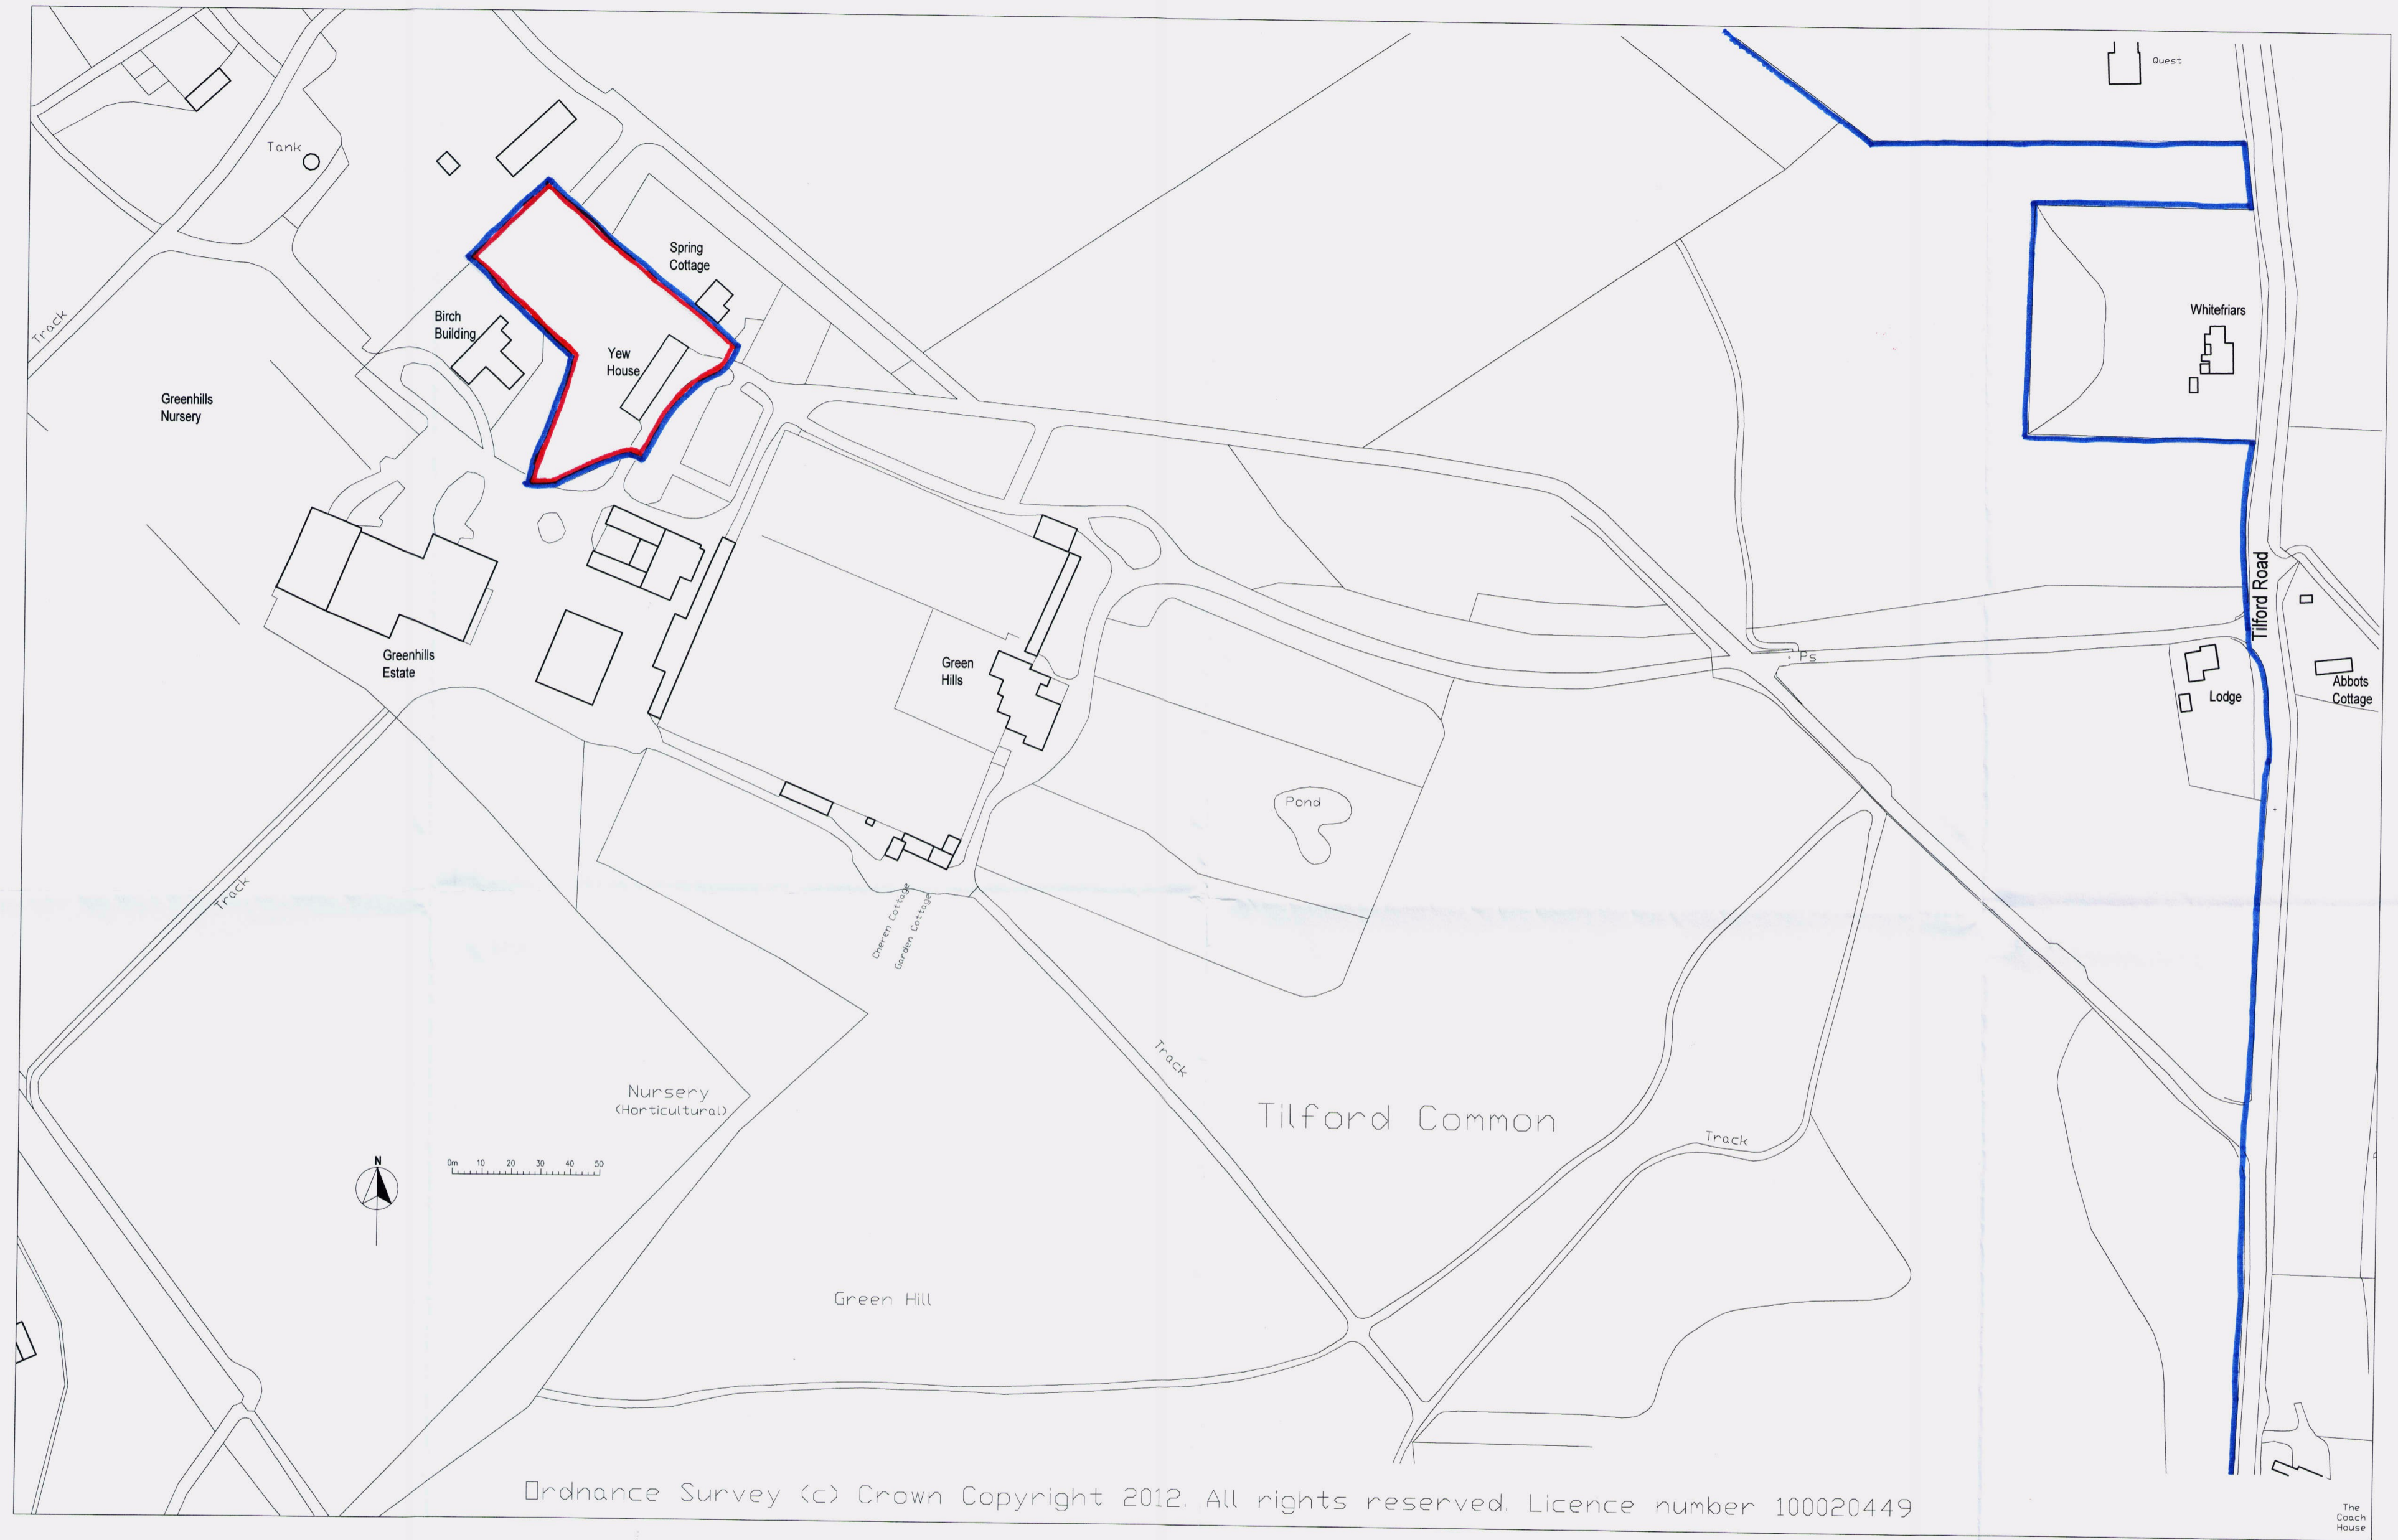 Quest
Tank
Spring
Cottage
Birch
Building
Yew
House
Track
Greenhills
Nursery
Whitefriars
Tilford Road
Greenhills
Estate
Green
Hills
Ps
Lodge
Abbots
Cottage
Pond
Track
Cheren Cottage
Garden Cottage
Track
Nursery
(Horticultural)
Tilford Common
Track
N
0m 10 20 30 40 50
Green Hill
Ordnance Survey (c) Crown Copyright 2012. All rights reserved. Licence number 100020449
The
Coach
House